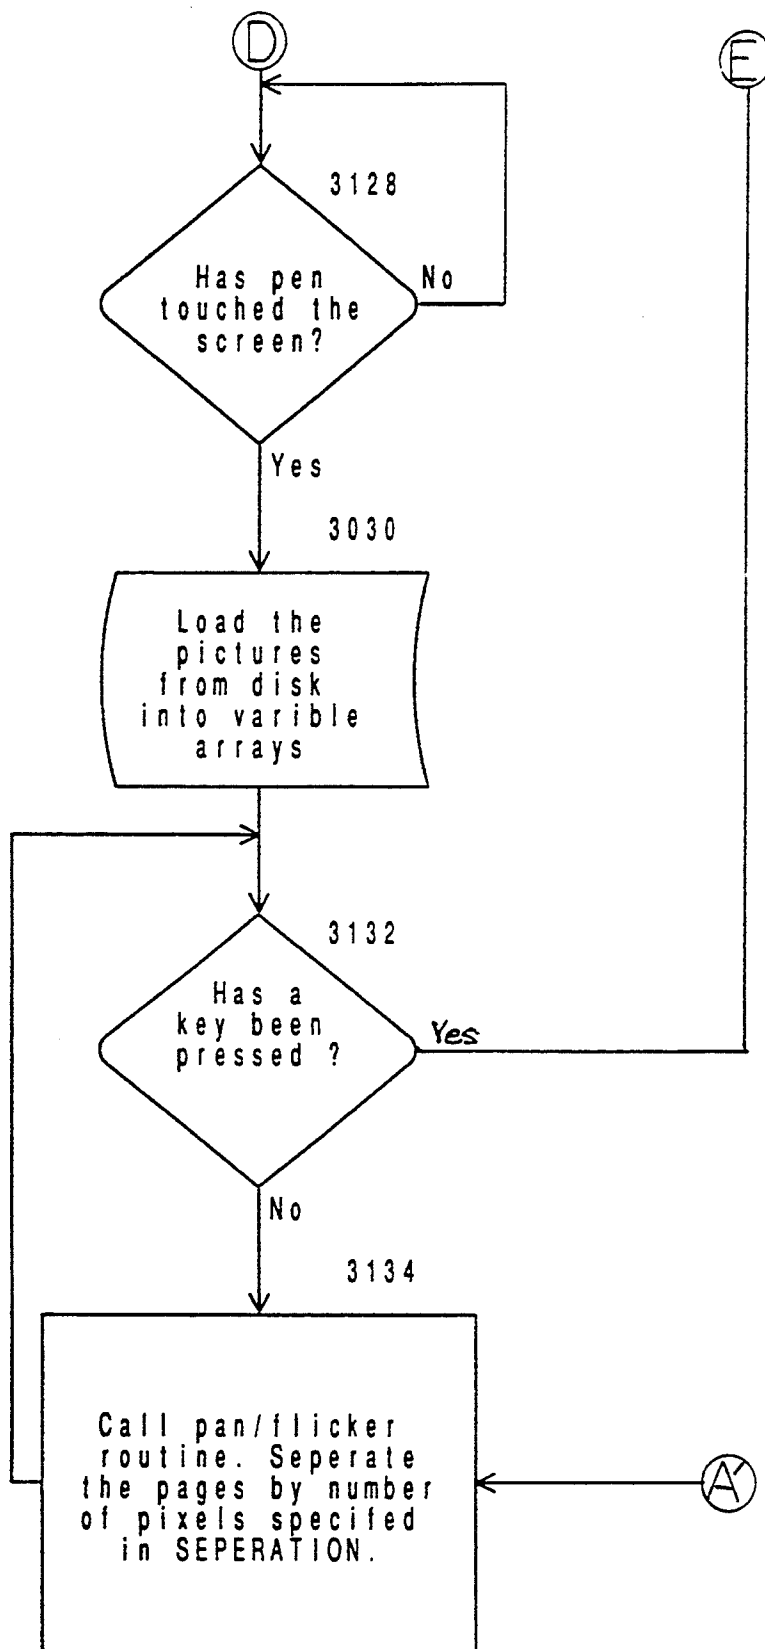 D
E
3128
Has pen
touched the
screen?
No
Yes
3030
Load the
pictures
from disk
into varible
arrays
3132
Has a
key been
pressed ?
Yes
No
3134
Call pan/flicker
routine. Seperate
the pages by number
of pixels specifed
in SEPERATION.
A'